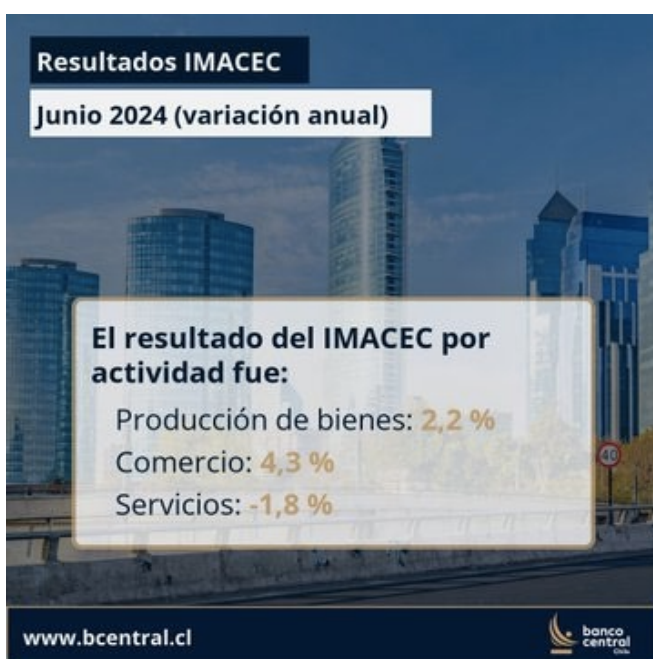 Resultados IMACEC
Junio 2024 (variación anual)
El resultado del IMACEC por
actividad fue:
Producción de bienes: 2,2 %
Comercio: 4,3 %
Servicios: -1,8 %
40
www.bcentral.cl
banco
central
Chile